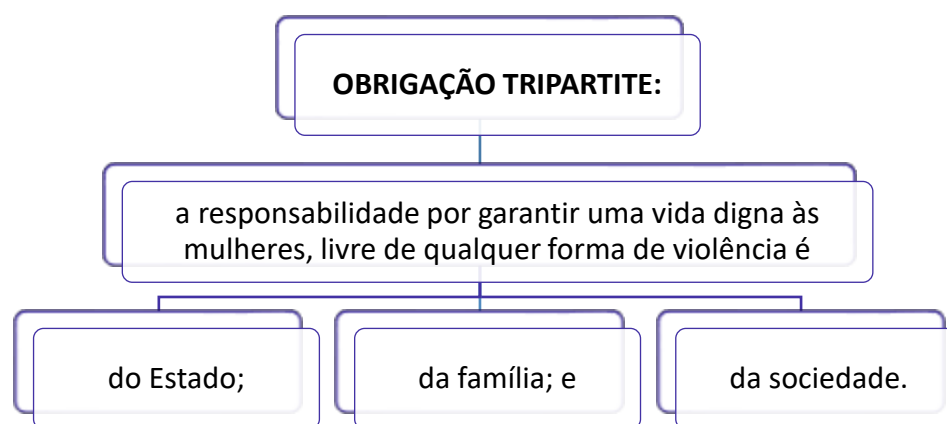 OBRIGAÇÃO TRIPARTITE:
a responsabilidade por garantir uma vida digna às
mulheres, livre de qualquer forma de violência é
do Estado;
da família; e
da sociedade.